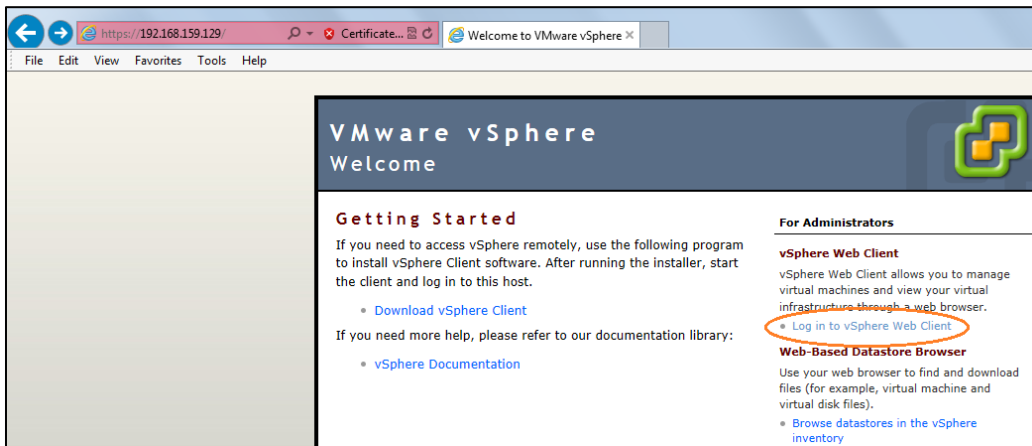 https://192.168.159.129/
Certificate...
Welcome to VMware vSphere
File Edit View Favorites Tools Help
VMware vSphere
Welcome
Getting Started
If you need to access vSphere remotely, use the following program
to install vSphere Client software. After running the installer, start
the client and log in to this host.
Download vSphere Client
If you need more help, please refer to our documentation library:
vSphere Documentation
For Administrators
vSphere Web Client
vSphere Web Client allows you to manage
virtual machines and view your virtual
infrastructure through a web browser.
Log in to vSphere Web Client
Web-Based Datastore Browser
Use your web browser to find and download
files (for example, virtual machine and
virtual disk files).
Browse datastores in the vSphere
inventory